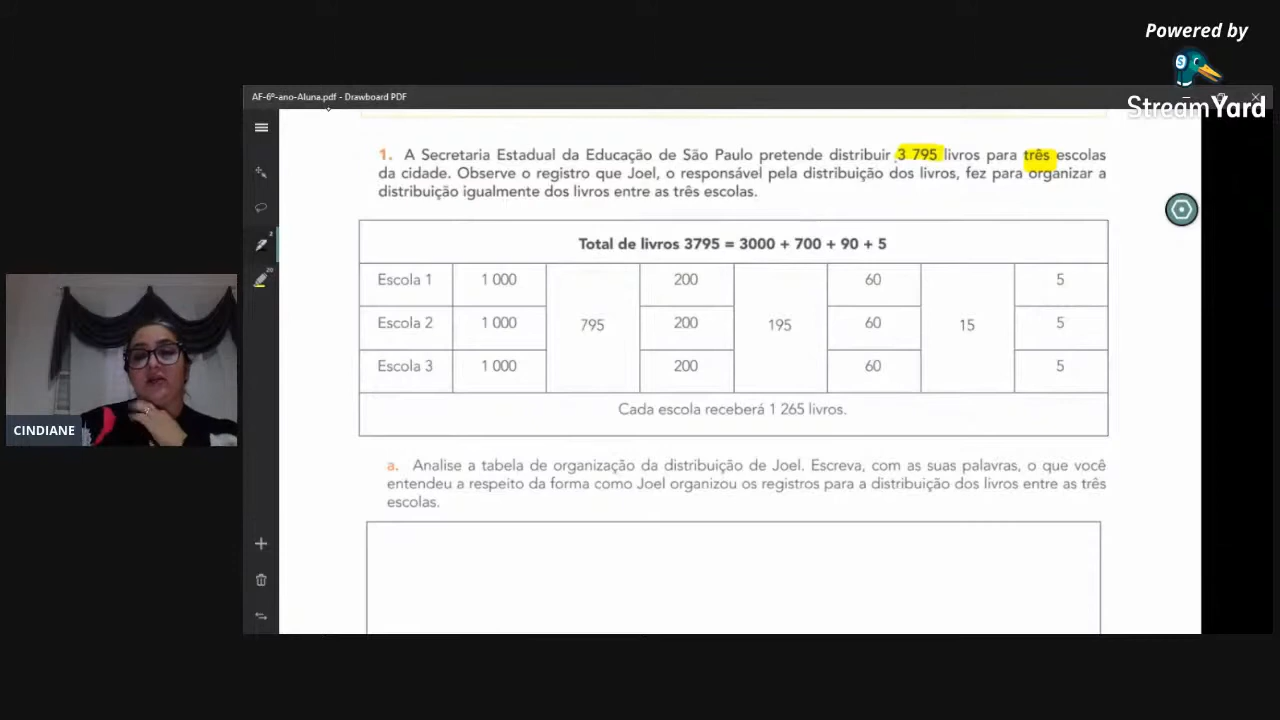 Powered by
StreamYard
AF-6º-ano-Aluna.pdf - Drawboard PDF
1. A Secretaria Estadual da Educação de São Paulo pretende distribuir 3 795 livros para três escolas
da cidade. Observe o registro que Joel, o responsável pela distribuição dos livros, fez para organizar a
distribuição igualmente dos livros entre as três escolas.
Total de livros 3795 = 3000 + 700 + 90 + 5
Escola 1 1 000 200 60 5
Escola 2 1 000 795 200 195 60 15 5
Escola 3 1 000 200 60 5
Cada escola receberá 1 265 livros.
a. Analise a tabela de organização da distribuição de Joel. Escreva, com as suas palavras, o que você
entendeu a respeito da forma como Joel organizou os registros para a distribuição dos livros entre as três
escolas.
CINDIANE